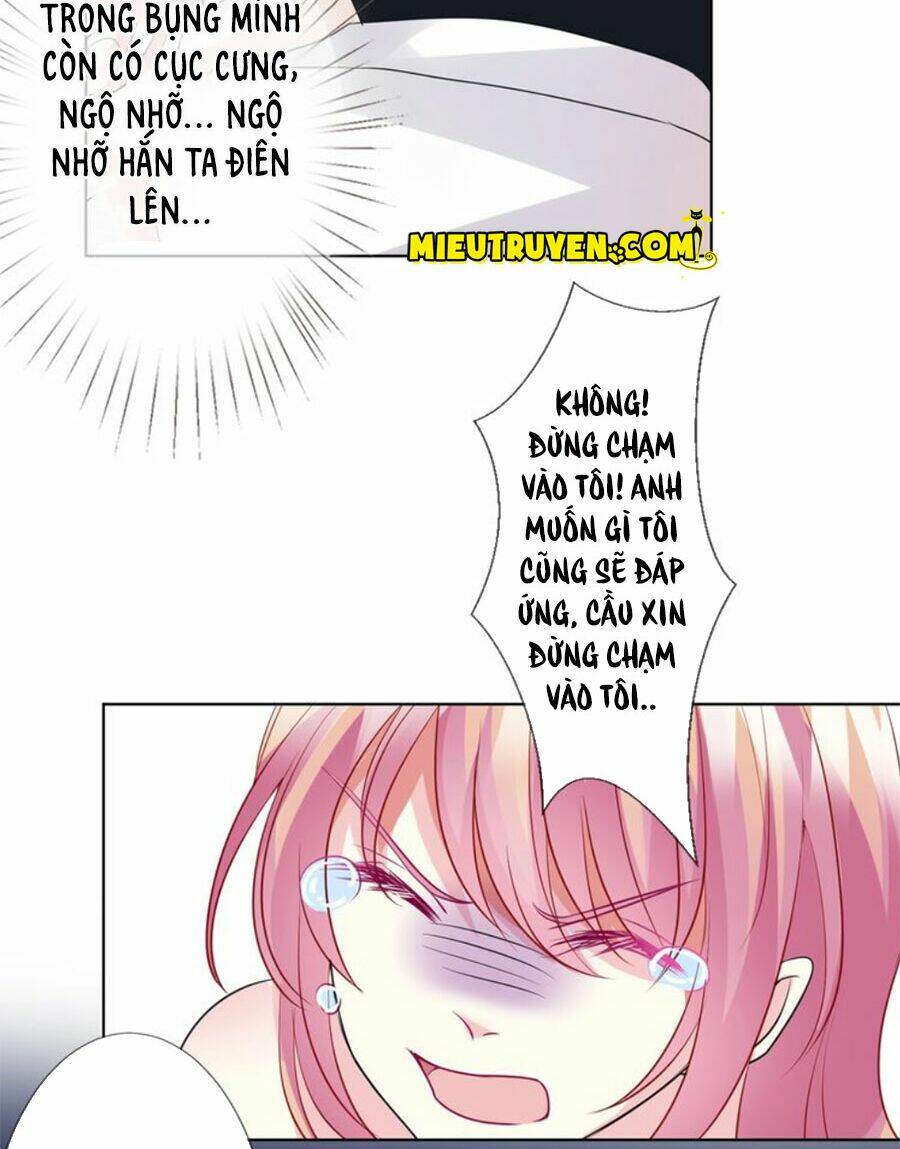 TRONG BỤNG MÌNH
CÒN CÓ CỤC CƯNG,
NGỘ NHỠ... NGỘ
NHỠ HẮN TA ĐIÊN
LÊN...
MIEUTRUYEN.COM
KHÔNG!
ĐỪNG CHẠM
VÀO TÔI! ANH
MUỐN GÌ TÔI
CŨNG SẼ ĐÁP
ỨNG, CẦU XIN
ĐỪNG CHẠM
VÀO TÔI..